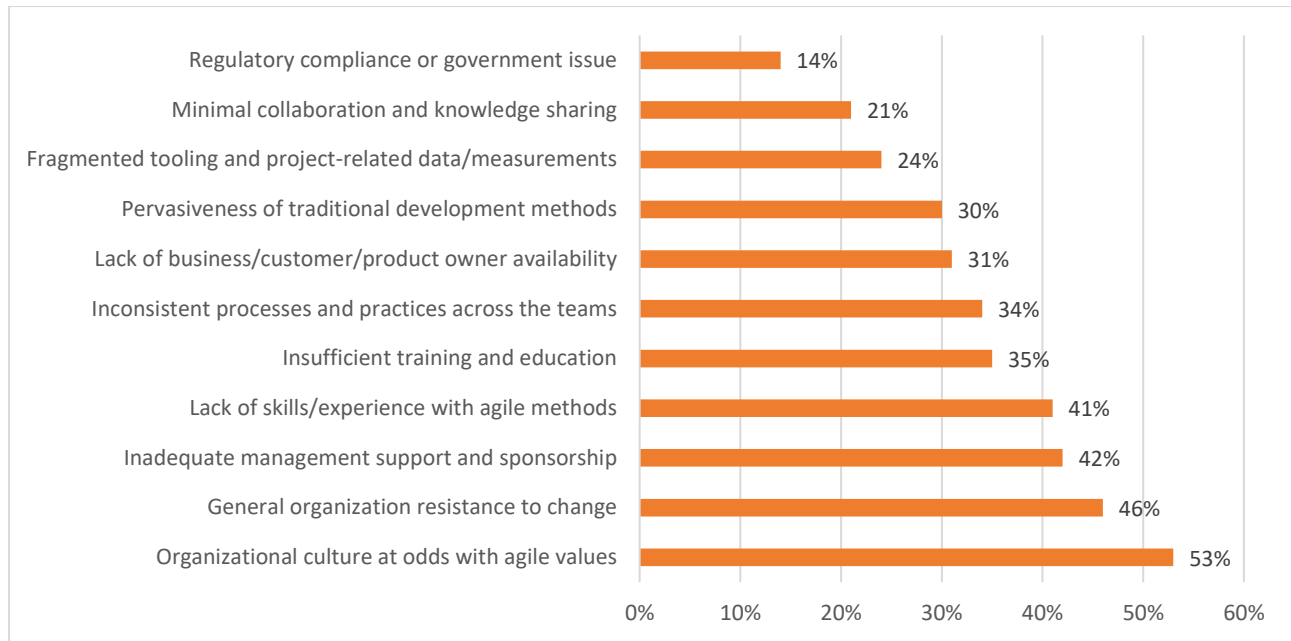 Regulatory compliance or government issue 14%
Minimal collaboration and knowledge sharing 21%
Fragmented tooling and project-related data/measurements 24%
Pervasiveness of traditional development methods 30%
Lack of business/customer/product owner availability 31%
Inconsistent processes and practices across the teams 34%
Insufficient training and education 35%
Lack of skills/experience with agile methods 41%
Inadequate management support and sponsorship 42%
General organization resistance to change 46%
Organizational culture at odds with agile values 53%
0% 10% 20% 30% 40% 50% 60%